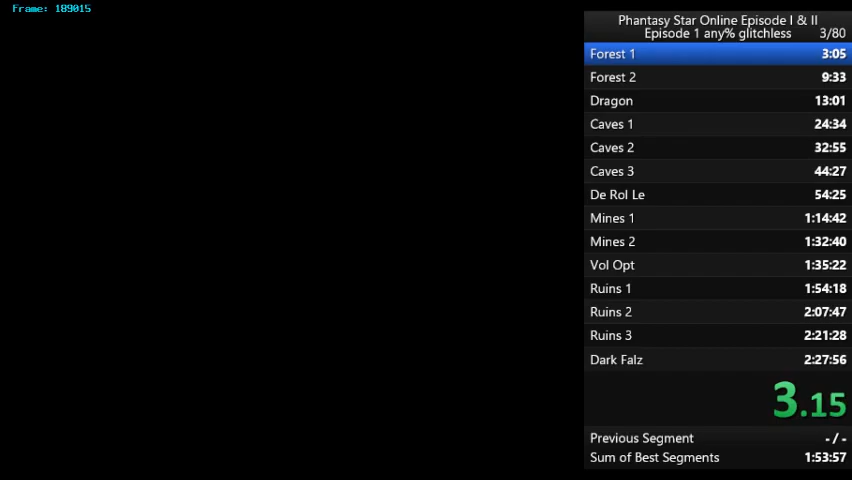 Frame: 189015
Phantasy Star Online Episode I & II
Episode 1 any% glitchless 3/80
Forest 1 3:05
Forest 2 9:33
Dragon 13:01
Caves 1 24:34
Caves 2 32:55
Caves 3 44:27
De Rol Le 54:25
Mines 1 1:14:42
Mines 2 1:32:40
Vol Opt 1:35:22
Ruins 1 1:54:18
Ruins 2 2:07:47
Ruins 3 2:21:28
Dark Falz 2:27:56
3.15
Previous Segment - / -
Sum of Best Segments 1:53:57